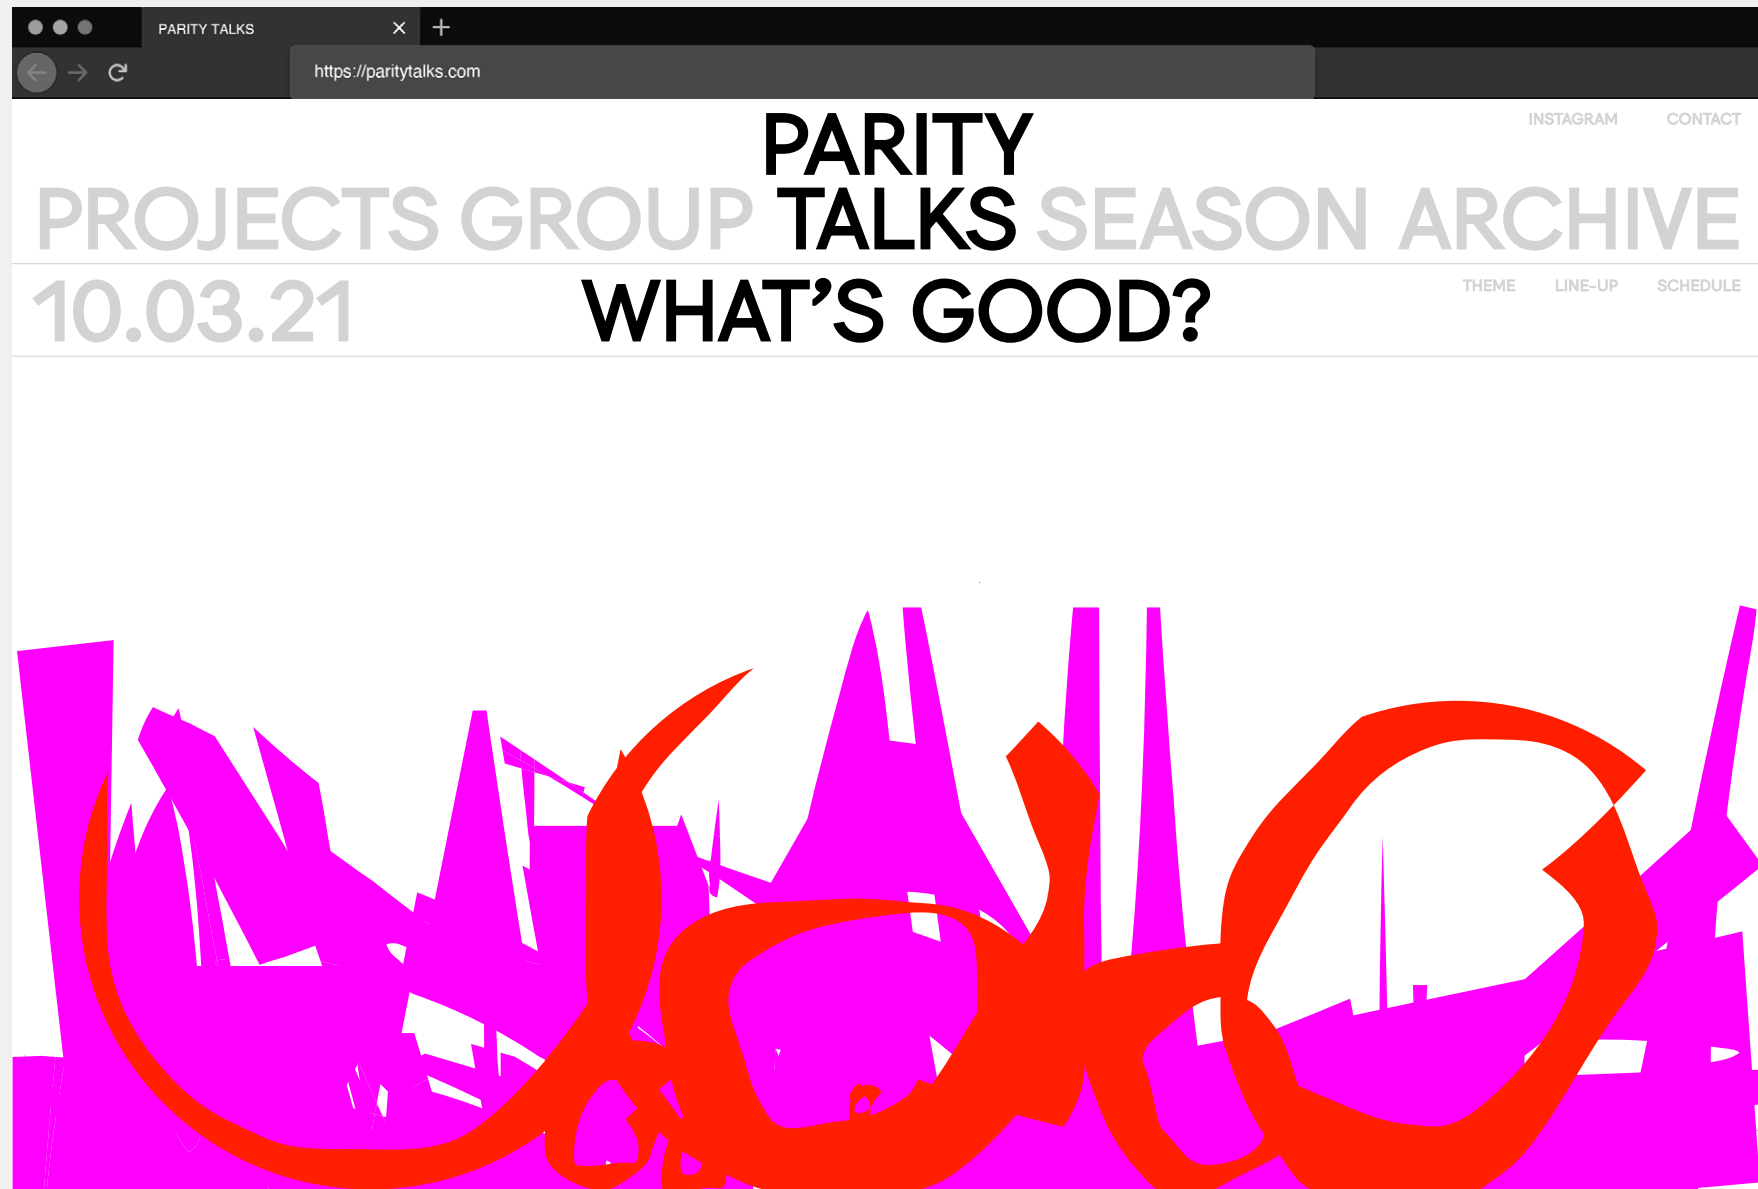 PARITY TALKS
https://paritytalks.com
PARITY
INSTAGRAM CONTACT
PROJECTS GROUP TALKS SEASON ARCHIVE
10.03.21 WHAT’S GOOD?
THEME LINE-UP SCHEDULE